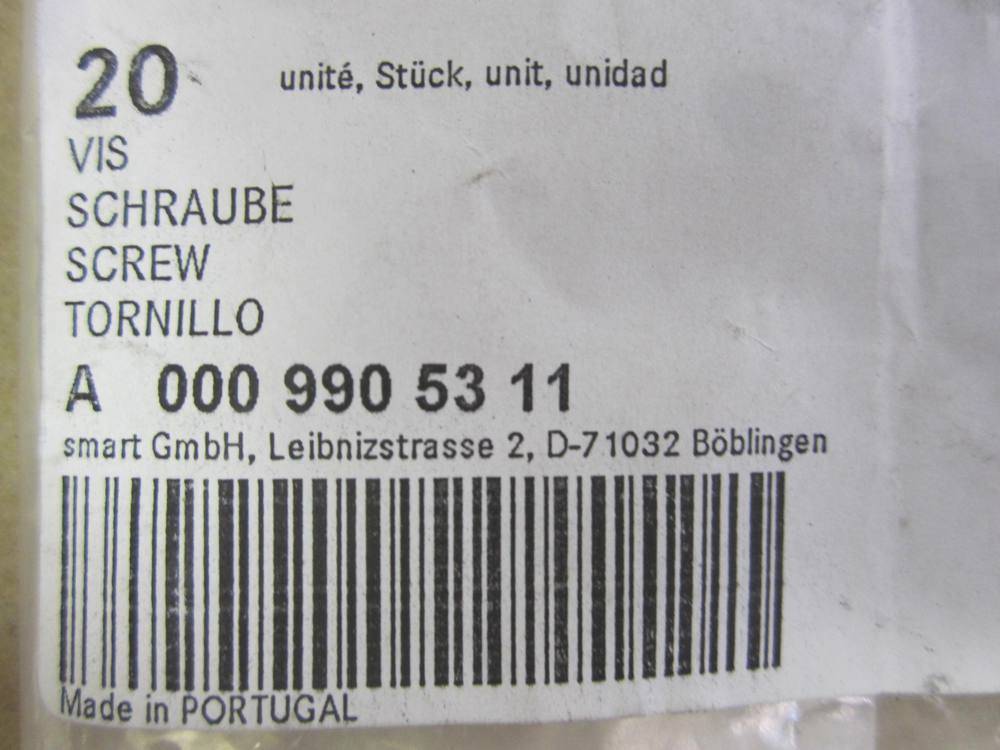 20 unité, Stück, unit, unidad
VIS
SCHRAUBE
SCREW
TORNILLO
A 000 990 53 11
smart GmbH, Leibnizstrasse 2, D-71032 Böblingen
Made in PORTUGAL